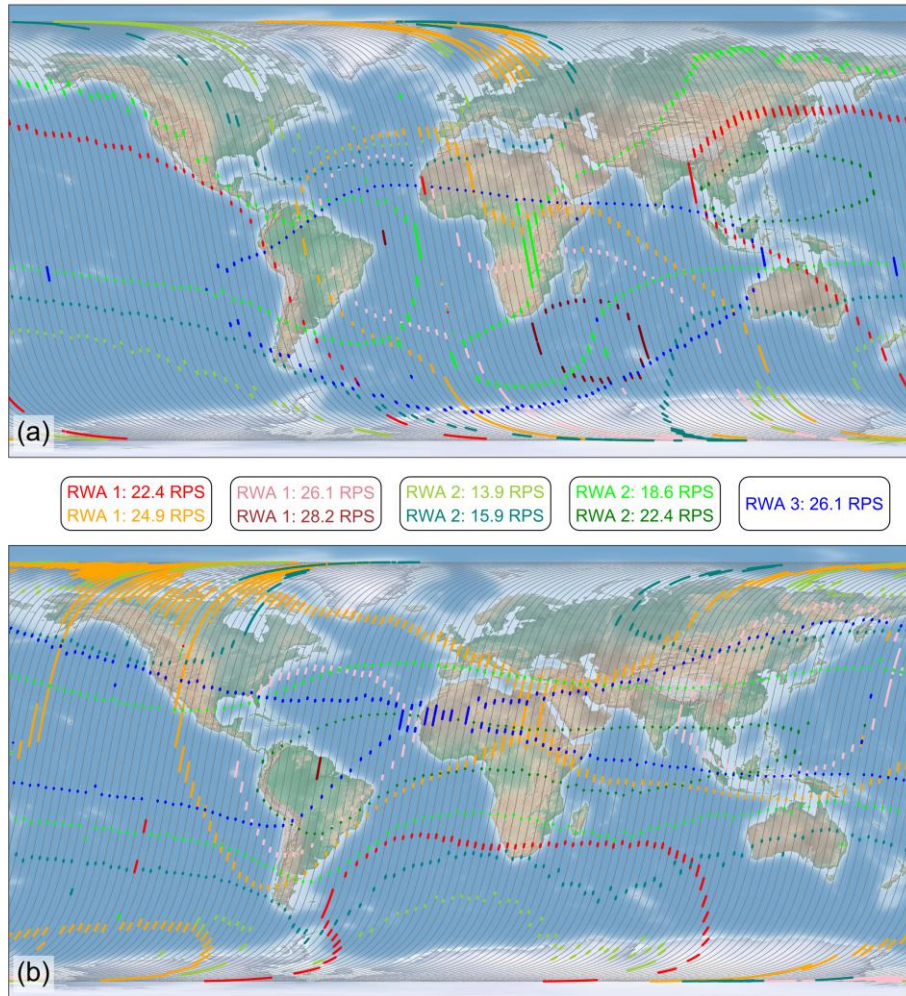 (a)
RWA 1: 22.4 RPS
RWA 1: 24.9 RPS
RWA 1: 26.1 RPS
RWA 1: 28.2 RPS
RWA 2: 13.9 RPS
RWA 2: 15.9 RPS
RWA 2: 18.6 RPS
RWA 2: 22.4 RPS
RWA 3: 26.1 RPS
(b)